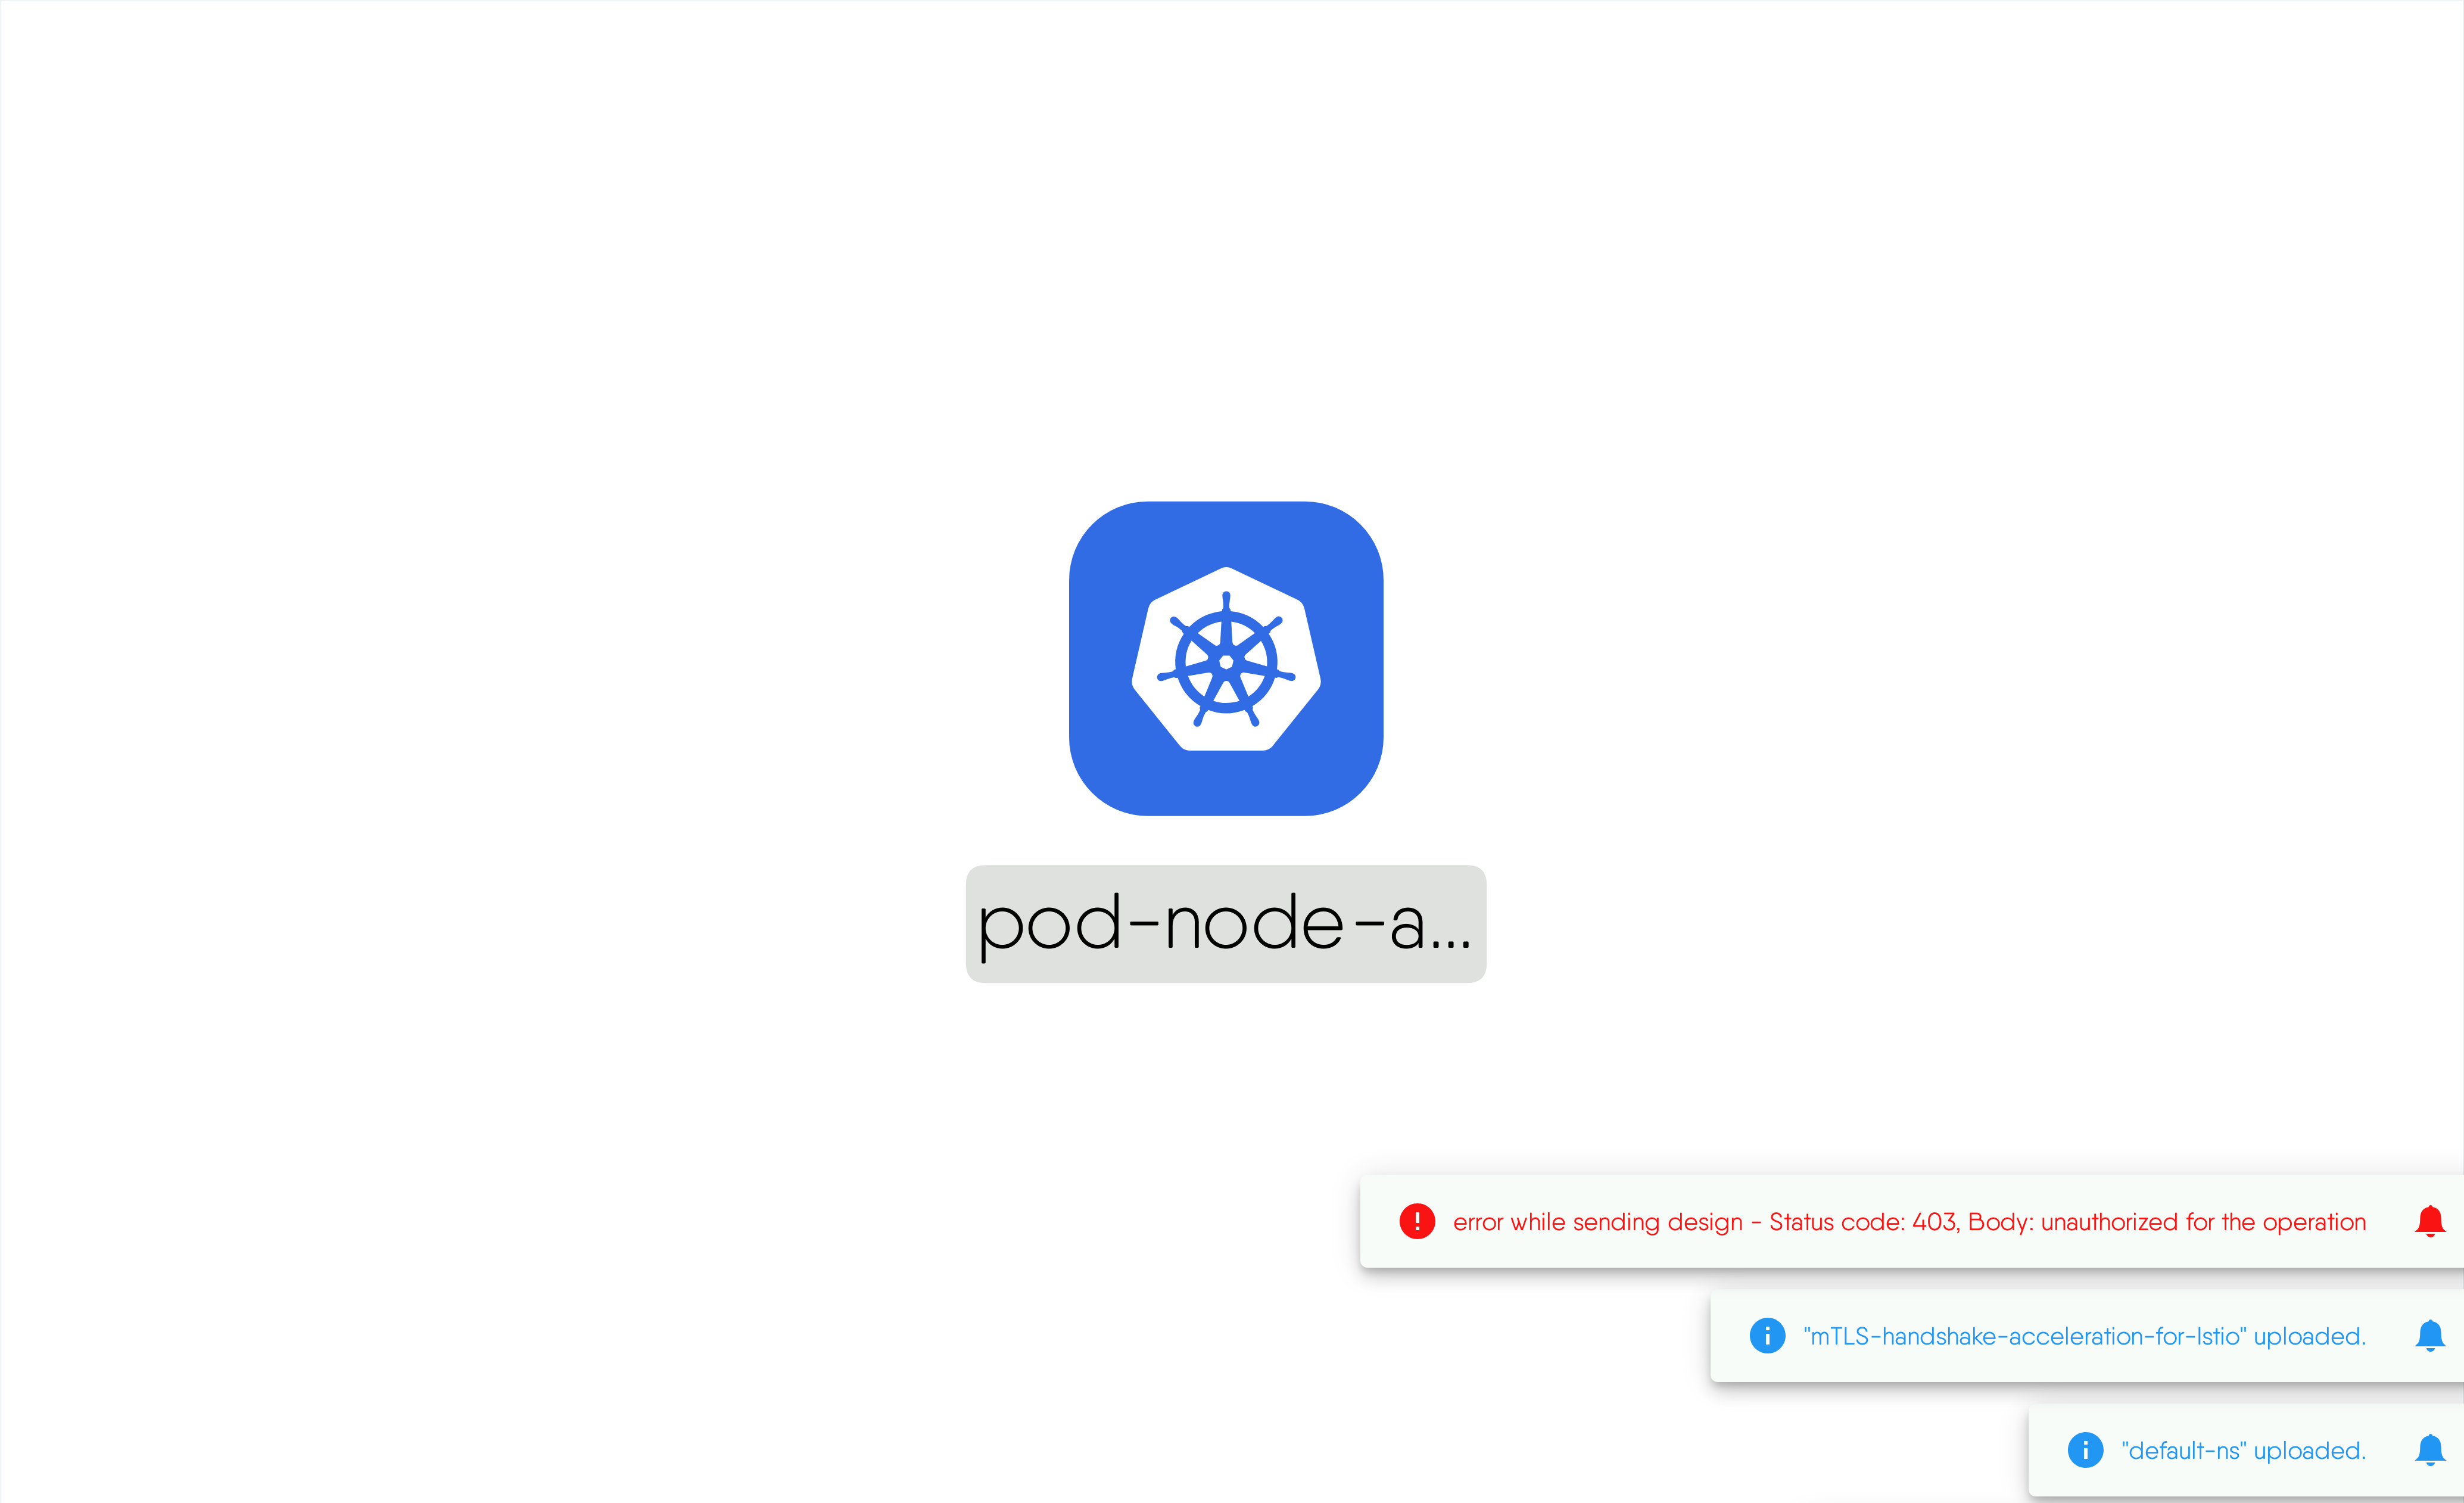 pod-node-a...
error while sending design - Status code: 403, Body: unauthorized for the operation
"mTLS-handshake-acceleration-for-Istio" uploaded.
"default-ns" uploaded.